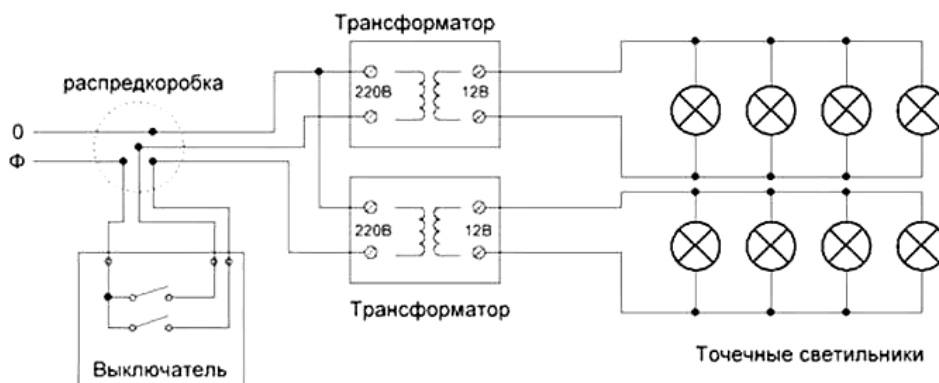 Трансформатор
распредкоробка
220В
12В
0
Ф
220В
12В
Трансформатор
Точечные светильники
Выключатель